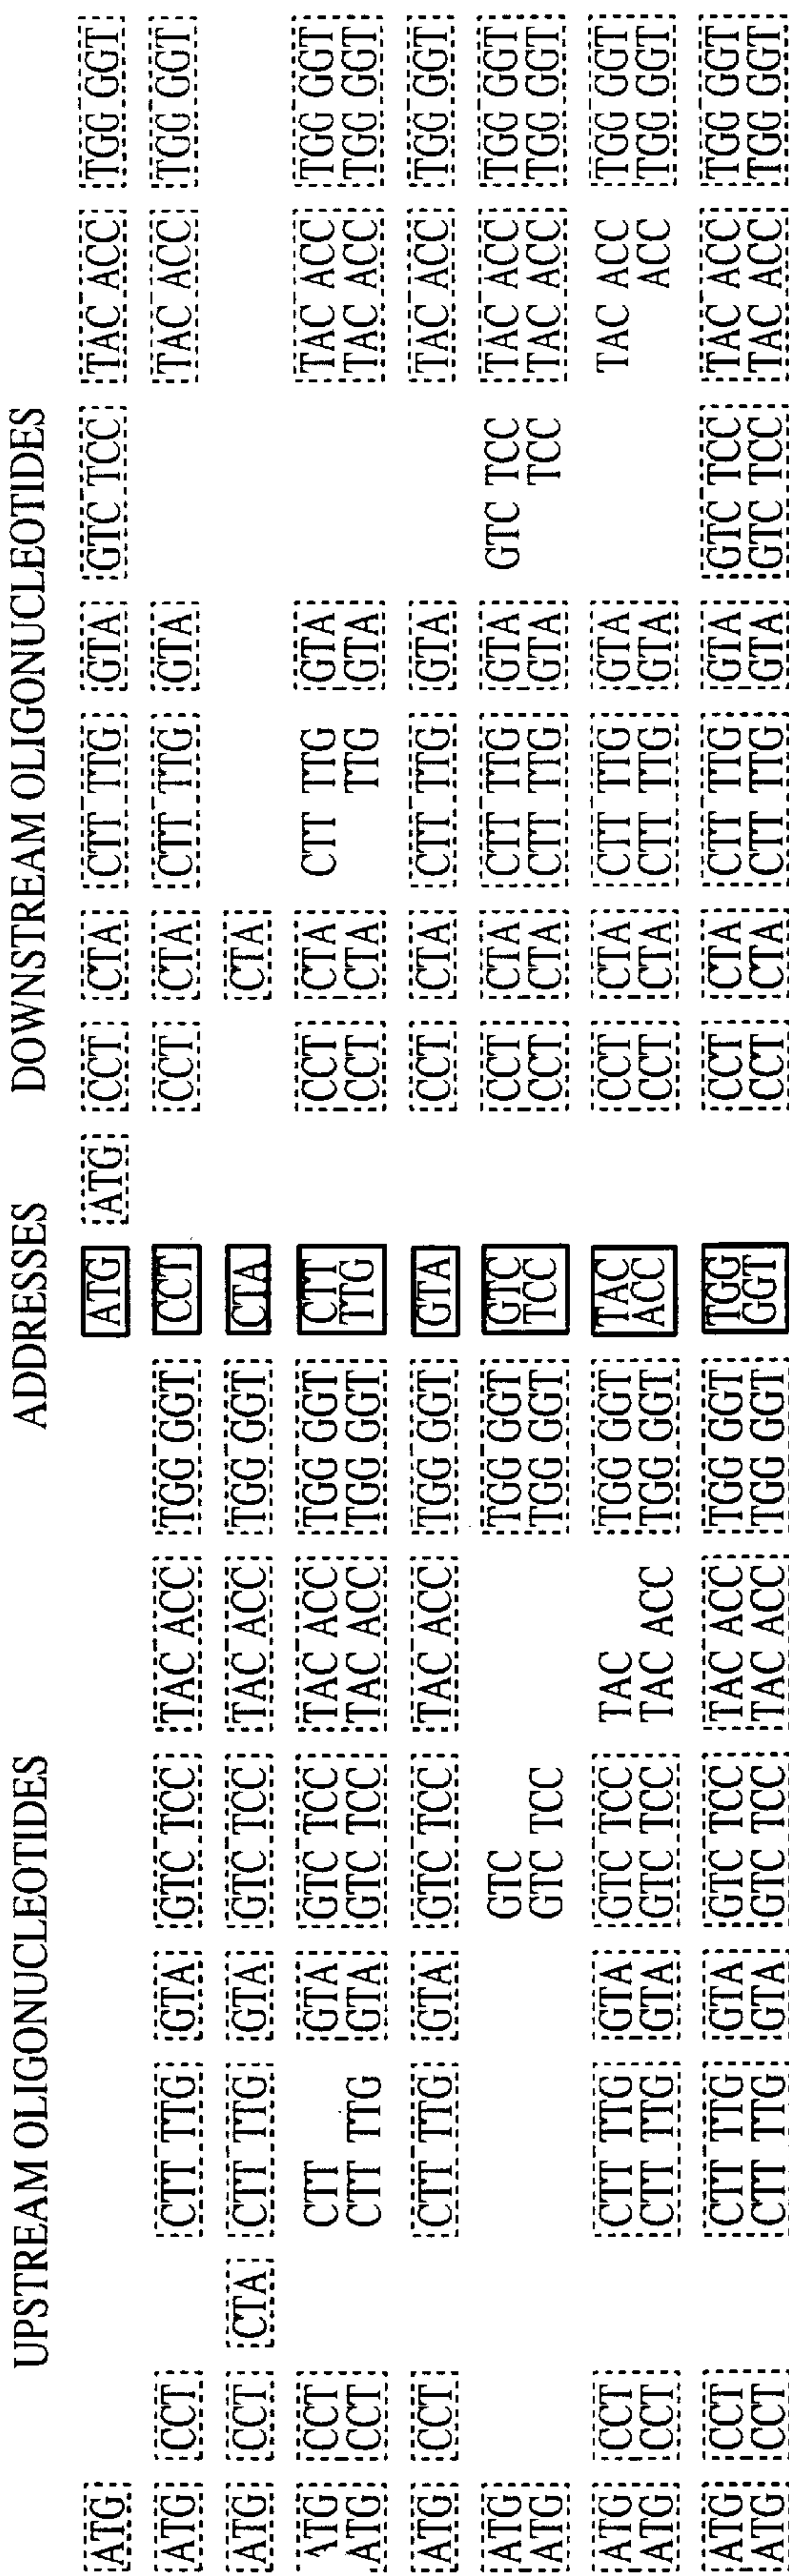 UPSTREAM OLIGONUCLEOTIDES ADDRESSES DOWNSTREAM OLIGONUCLEOTIDES
ATG ATG ATG CCT CTA CTT TTG GTA GTC TCC TAC ACC TGG GGT
ATG CCT CTT TTG GTA GTC TCC TAC ACC TGG GGT CCT CCT CTA CTT TTG GTA TAC ACC TGG GGT
ATG CCT CTA CTT TTG GTA GTC TCC TAC ACC TGG GGT CTA CTA
ATG CCT CTT GTA GTC TCC TAC ACC TGG GGT CTT CCT CTA CTT TTG GTA TAC ACC TGG GGT
ATG CCT CTT TTG GTA GTC TCC TAC ACC TGG GGT TTG CCT CTA TTG GTA TAC ACC TGG GGT
ATG CCT CTT TTG GTA GTC TCC TAC ACC TGG GGT GTA CCT CTA CTT TTG GTA TAC ACC TGG GGT
ATG GTC TGG GGT GTC CCT CTA CTT TTG GTA GTC TCC TAC ACC TGG GGT
ATG GTC TCC TGG GGT TCC CCT CTA CTT TTG GTA TCC TAC ACC TGG GGT
ATG CCT CTT TTG GTA GTC TCC TAC TGG GGT TAC CCT CTA CTT TTG GTA TAC ACC TGG GGT
ATG CCT CTT TTG GTA GTC TCC TAC ACC TGG GGT ACC CCT CTA CTT TTG GTA ACC TGG GGT
ATG CCT CTT TTG GTA GTC TCC TAC ACC TGG GGT TGG CCT CTA CTT TTG GTA GTC TCC TAC ACC TGG GGT
ATG CCT CTT TTG GTA GTC TCC TAC ACC TGG GGT GGT CCT CTA CTT TTG GTA GTC TCC TAC ACC TGG GGT